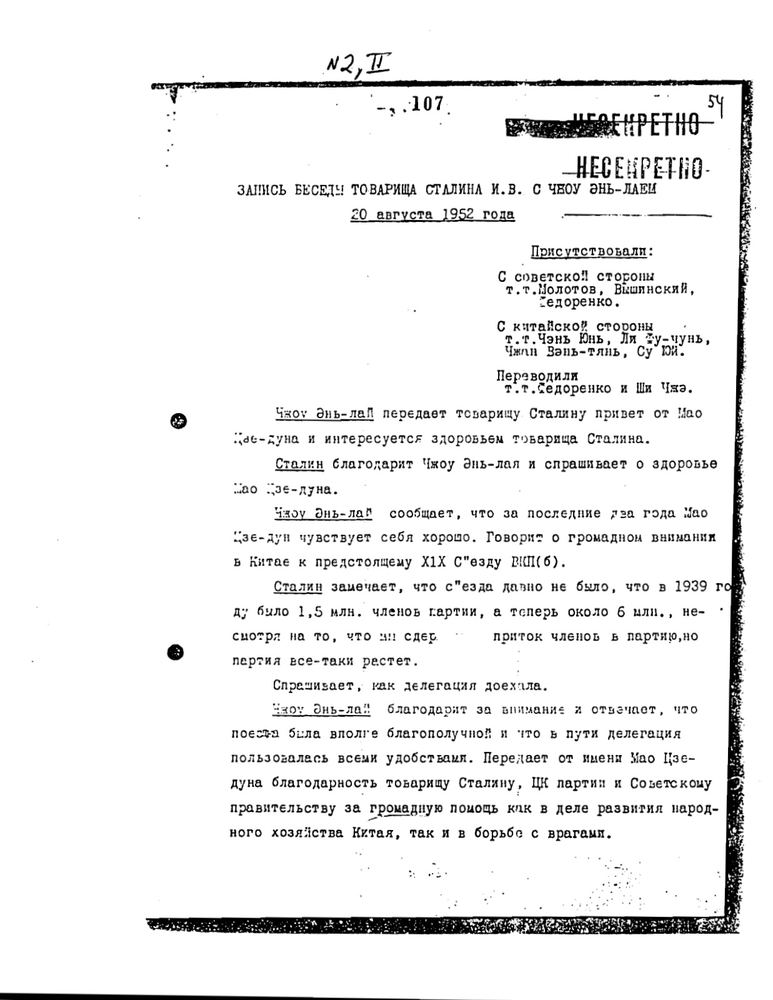 N2, II
107
54
НЕСЕКРЕТНО
НЕСЕКРЕТНО
ЗАПИСЬ БЕСЕДЫ ТОВАРИЩА СТАЛИНА И.В. С ЧЖОУ ЭНЬ-ЛАЕМ
20 августа 1952 года
Присутствовали:
С советской стороны
т.т.Молотов, Вышинский,
Федоренко.
С китайской стороны
т.т.Чэнь Юнь, Ли Фу-чунь,
Чжан Вэнь-тянь, Су Юй.
Переводили
т.т.Федоренко и Ши Чжэ.
Чжоу Энь-лай передает товарищу Сталину привет от Мао
Цзе-дуна и интересуется здоровьем товарища Сталина.
Сталин благодарит Чжоу Энь-лая и спрашивает о здоровье
Мао Цзе-дуна.
Чжоу Энь-лай сообщает, что за последние два года Мао
Цзе-дун чувствует себя хорошо. Говорит о громадном внимании
в Китае к предстоящему Х1Х С"езду ВКП(б).
Сталин замечает, что с"езда давно не было, что в 1939 го
ду было 1,5 млн. членов партии, а теперь около 6 млн., не-
смотря на то, что мы сдер приток членов в партию,но
партия все-таки растет.
Спрашивает, как делегация доехала.
Чжоу Энь-лай благодарит за внимание и отвечает, что
поездка была вполне благополучной и что в пути делегация
пользовалась всеми удобствами. Передает от имени Мао Цзе-
дуна благодарность товарищу Сталину, ЦК партии и Советскому
правительству за громадную помощь как в деле развития народ-
ного хозяйства Китая, так и в борьбе с врагами.